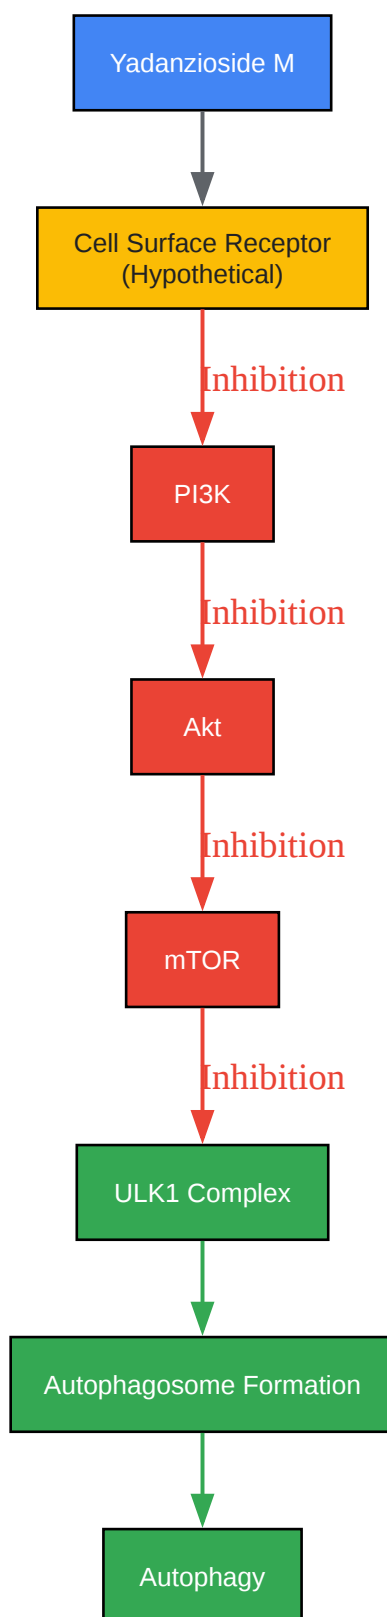 Yadanzioside M
Cell Surface Receptor
(Hypothetical)
Inhibition
PI3K
Inhibition
Akt
Inhibition
mTOR
Inhibition
ULK1 Complex
Autophagosome Formation
Autophagy